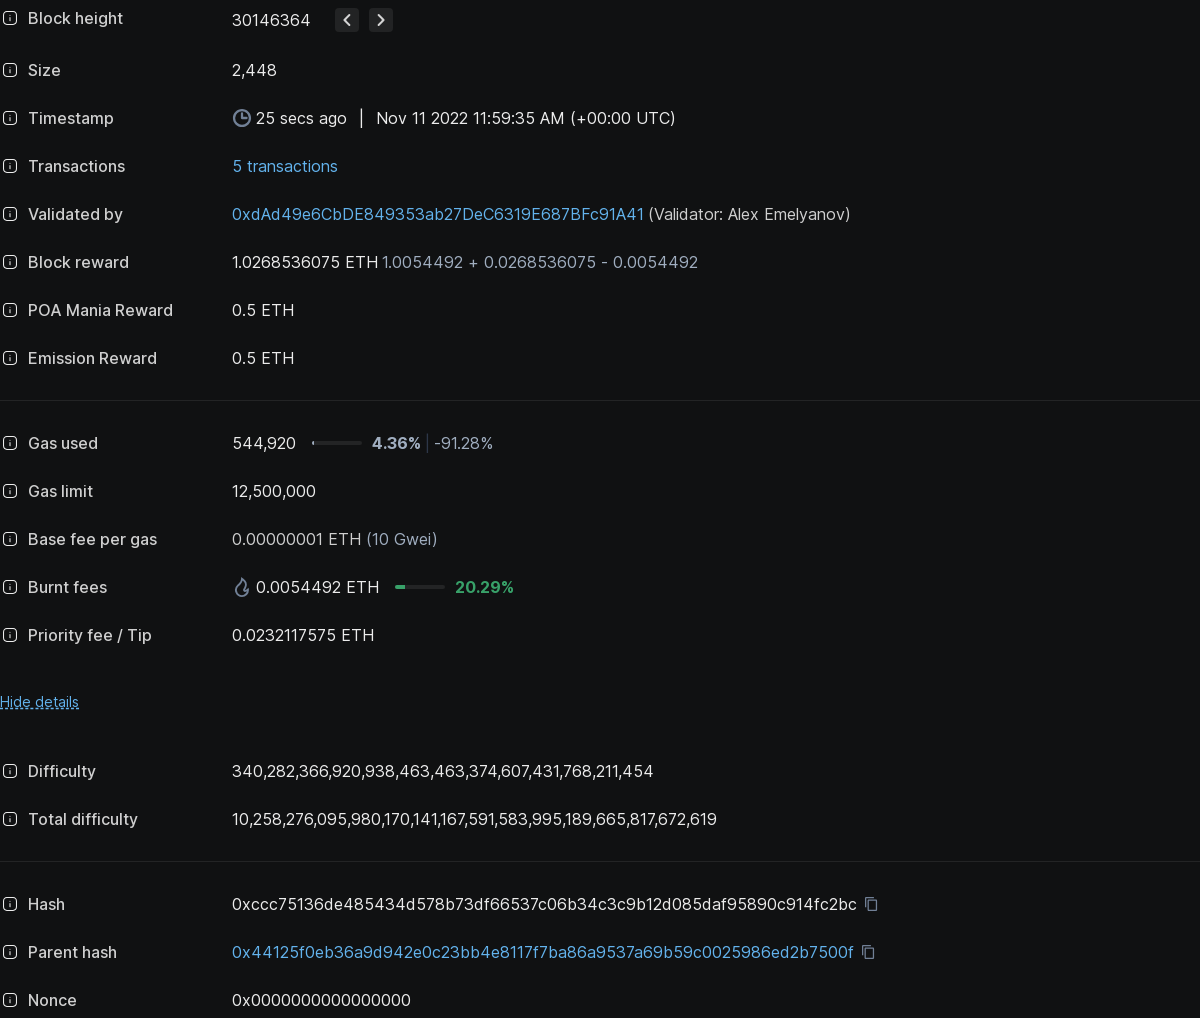 Block height 30146364
Size 2,448
Timestamp 25 secs ago | Nov 11 2022 11:59:35 AM (+00:00 UTC)
Transactions 5 transactions
Validated by 0xdAd49e6CbDE849353ab27DeC6319E687BFc91A41 (Validator: Alex Emelyanov)
Block reward 1.0268536075 ETH 1.0054492 + 0.0268536075 - 0.0054492
POA Mania Reward 0.5 ETH
Emission Reward 0.5 ETH
Gas used 544,920 4.36% | -91.28%
Gas limit 12,500,000
Base fee per gas 0.00000001 ETH (10 Gwei)
Burnt fees 0.0054492 ETH 20.29%
Priority fee / Tip 0.0232117575 ETH
Hide details
Difficulty 340,282,366,920,938,463,463,374,607,431,768,211,454
Total difficulty 10,258,276,095,980,170,141,167,591,583,995,189,665,817,672,619
Hash 0xccc75136de485434d578b73df66537c06b34c3c9b12d085daf95890c914fc2bc
Parent hash 0x44125f0eb36a9d942e0c23bb4e8117f7ba86a9537a69b59c0025986ed2b7500f
Nonce 0x0000000000000000